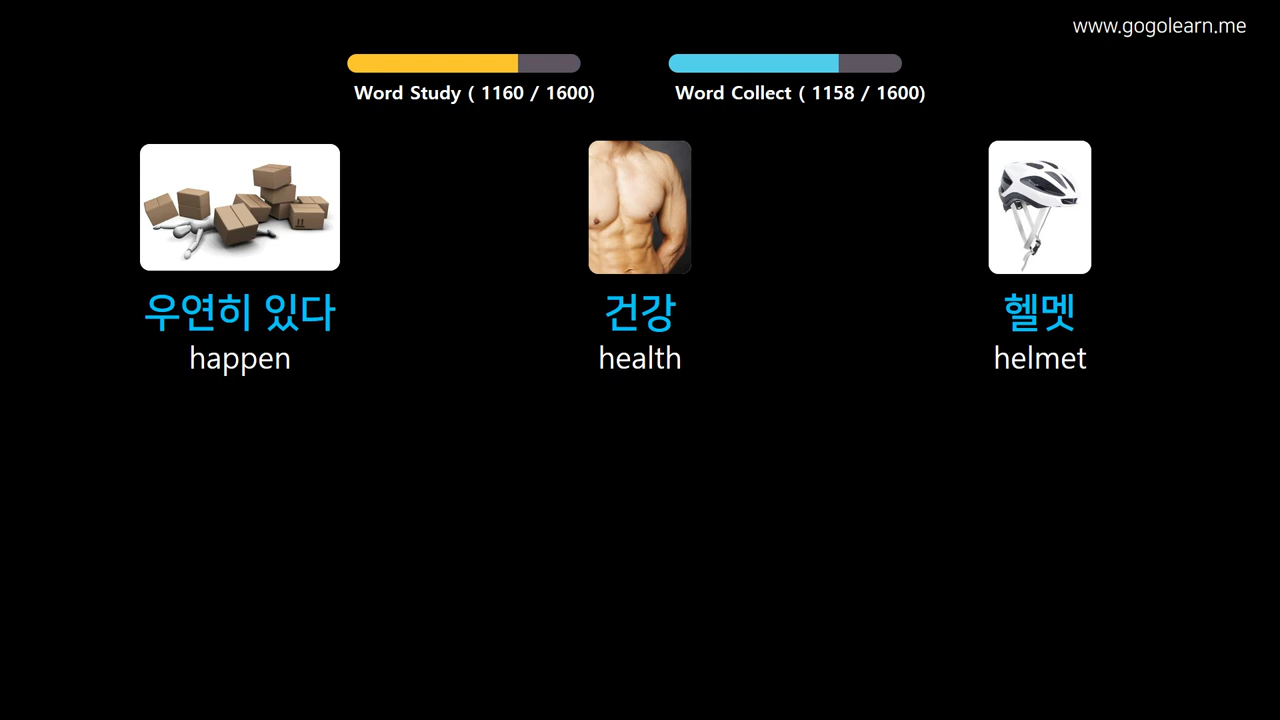 www.gogolearn.me
Word Study ( 1160 / 1600)
Word Collect ( 1158 / 1600)
우연히 있다
happen
건강
health
헬멧
helmet